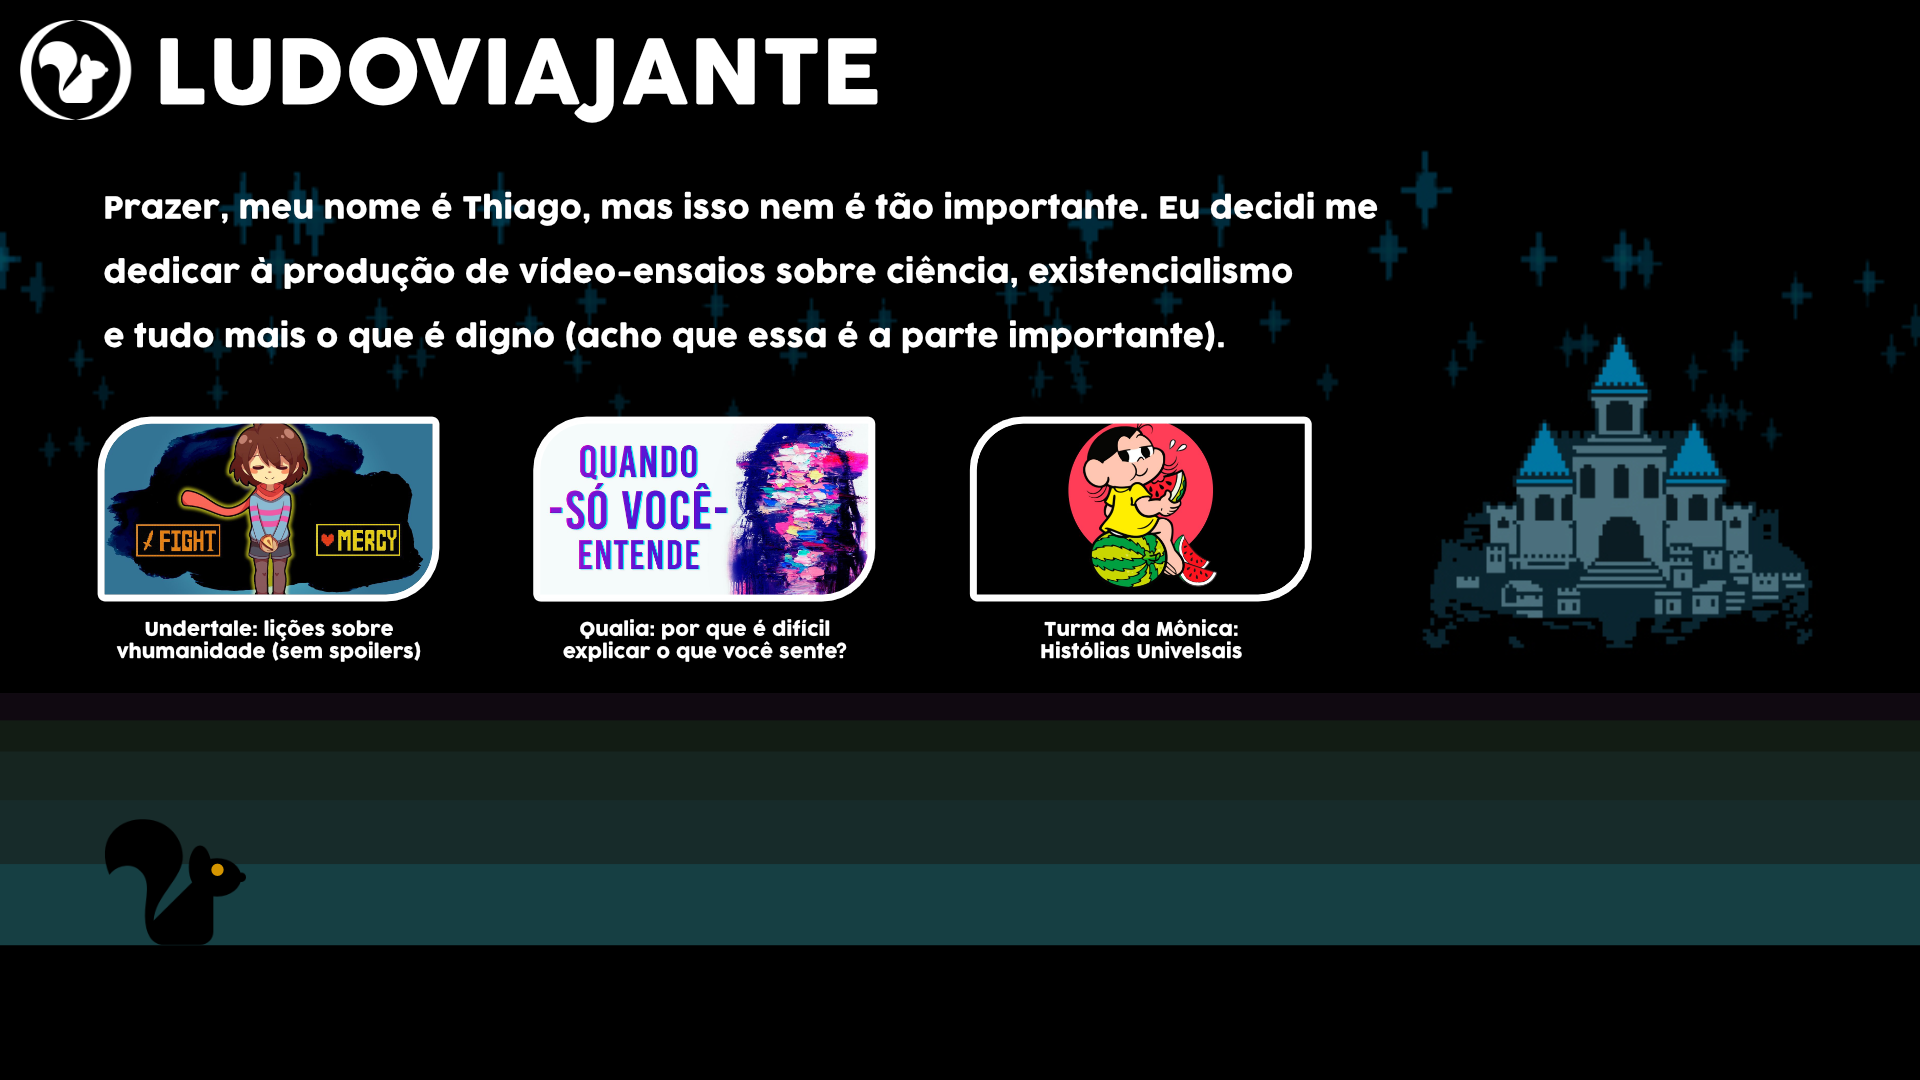 LUDOVIAJANTE
Prazer, meu nome é Thiago, mas isso nem é tão importante. Eu decidi me
dedicar à produção de vídeo-ensaios sobre ciência, existencialismo
e tudo mais o que é digno (acho que essa é a parte importante).
FIGHT
MERCY
QUANDO
-SÓ VOCÊ-
ENTENDE
Undertale: lições sobre
vhumanidade (sem spoilers)
Qualia: por que é difícil
explicar o que você sente?
Turma da Mônica:
Histólias Univelsais